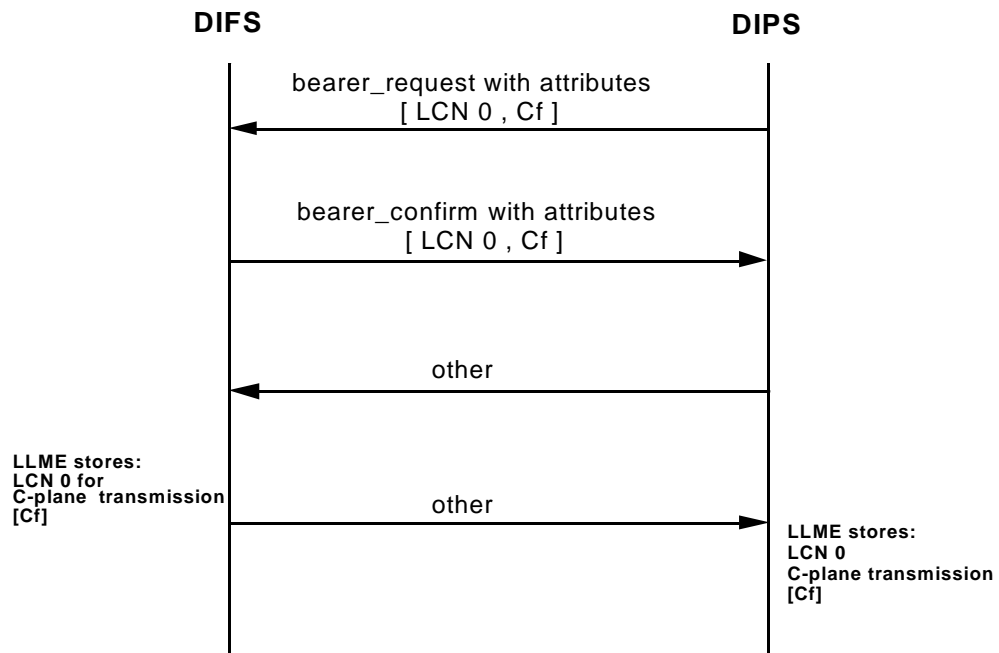 DIFS
DIPS
bearer_request with attributes
[ LCN 0 , Cf ]
bearer_confirm with attributes
[ LCN 0 , Cf ]
other
LLME stores:
LCN 0 for
C-plane transmission
[Cf]
other
LLME stores:
LCN 0
C-plane transmission
[Cf]